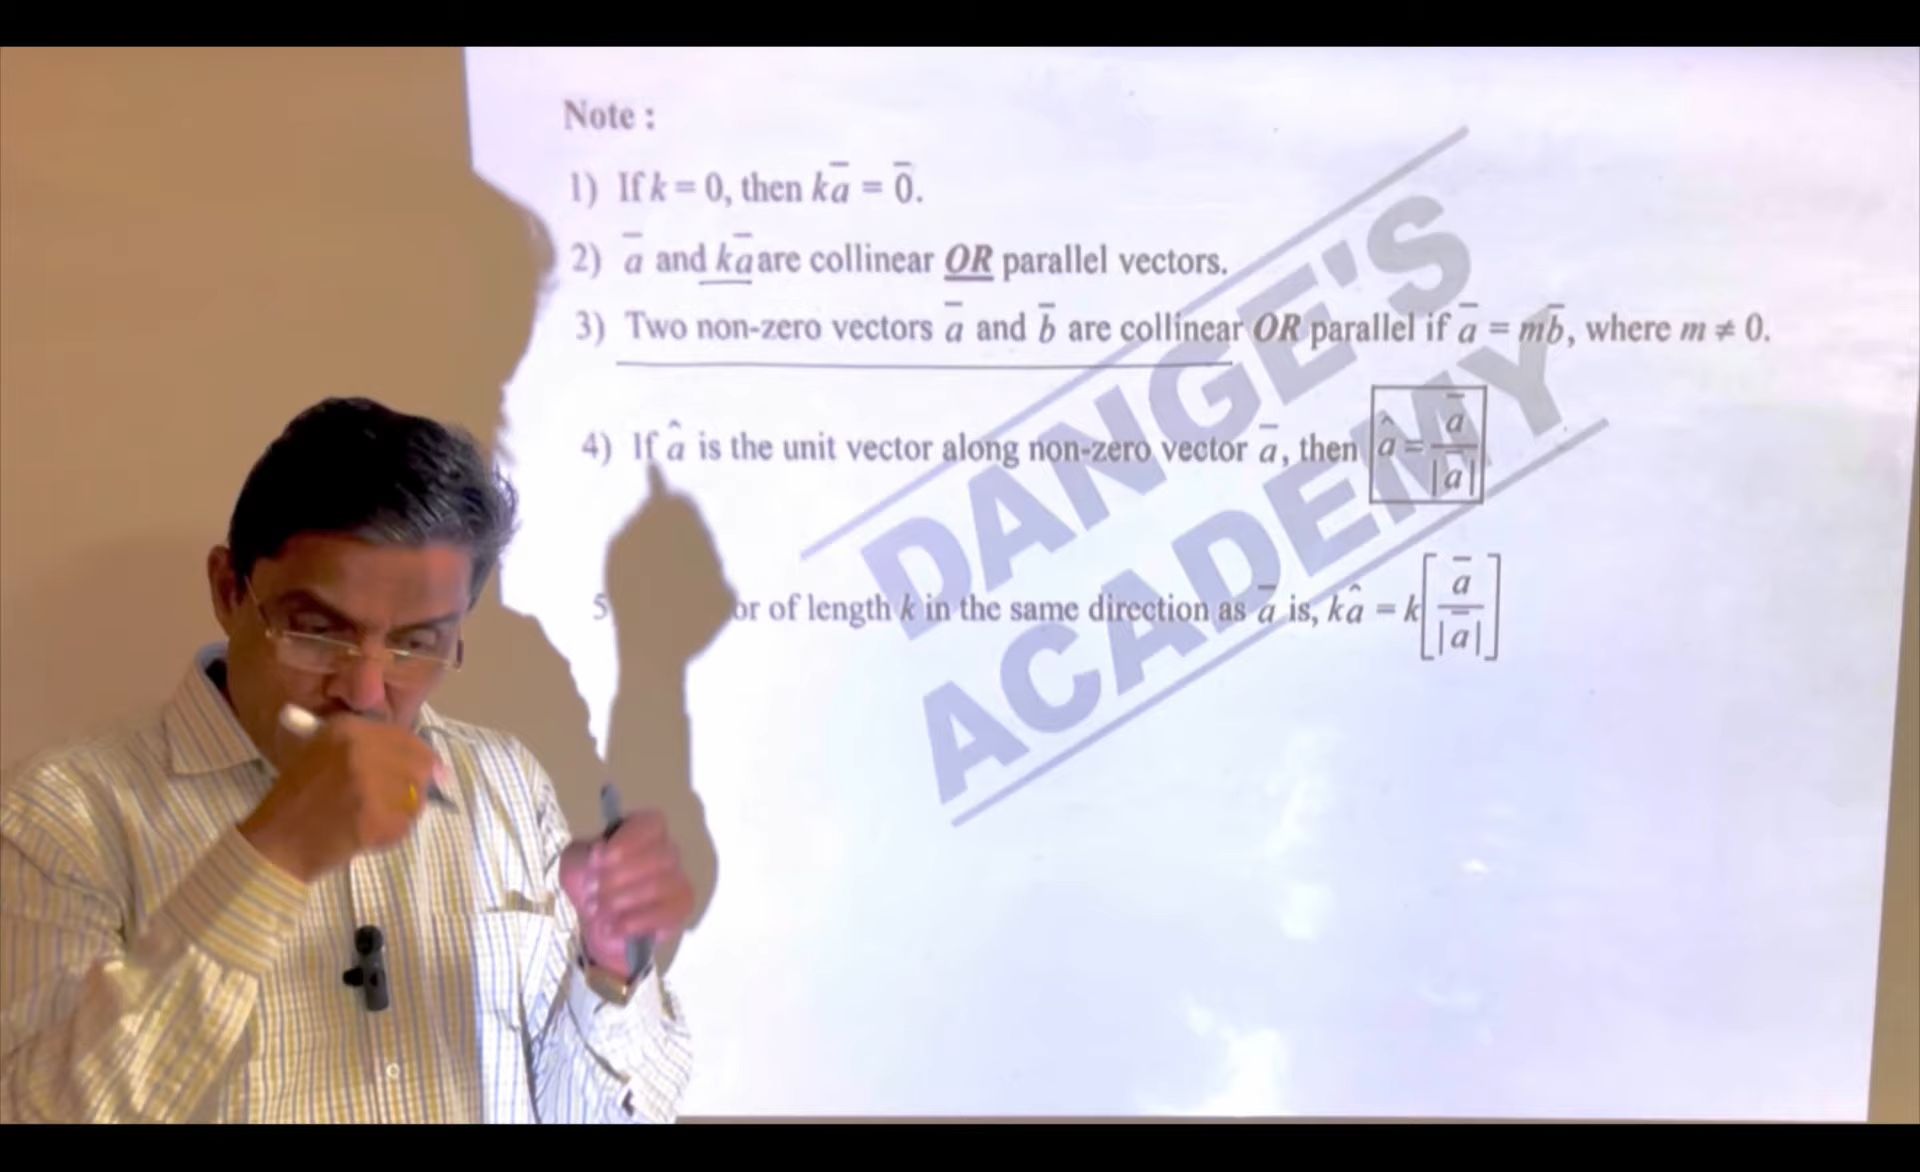 Note :
1) If k = 0, then ka̅ = 0̅.
2) a̅ and ka̅ are collinear OR parallel vectors.
3) Two non-zero vectors a̅ and b̅ are collinear OR parallel if a̅ = mb̅, where m ≠ 0.
4) If â is the unit vector along non-zero vector a̅, then â = a̅ / |a̅|
5 or of length k in the same direction as a̅ is, kâ = k[a̅ / |a̅|]
DANGE'S
ACADEMY